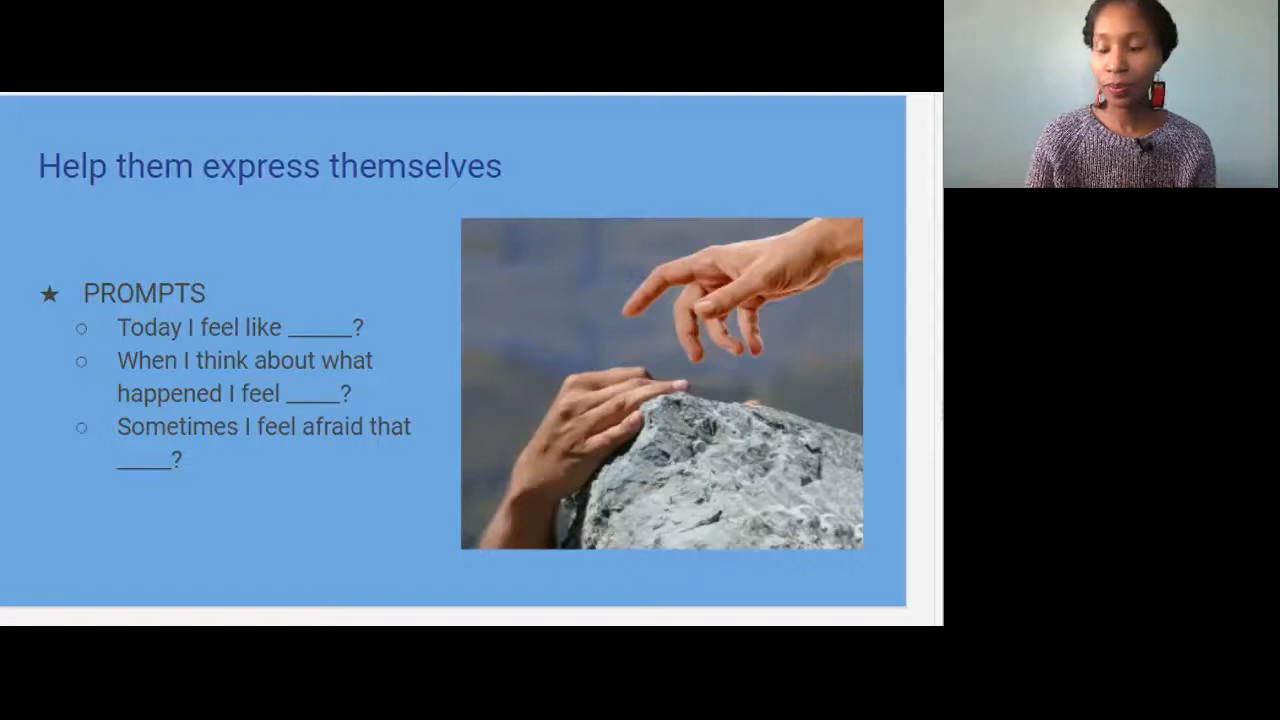 Help them express themselves
★ PROMPTS
○ Today I feel like ______?
○ When I think about what
happened I feel _____?
○ Sometimes I feel afraid that
_____?